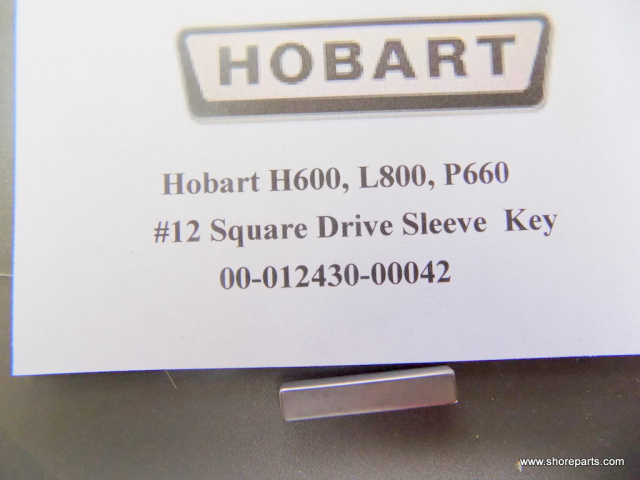 HOBART
Hobart H600, L800, P660
#12 Square Drive Sleeve Key
00-012430-00042
www.shoreparts.com